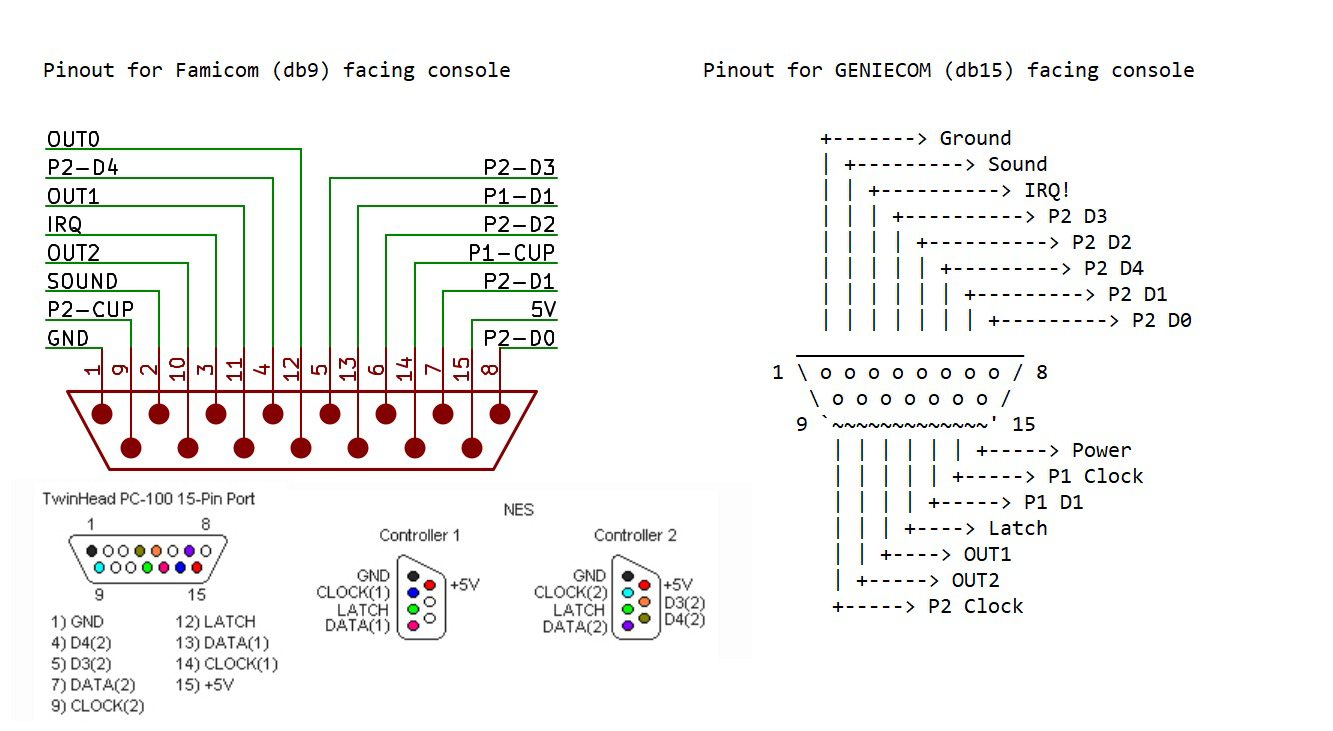 Pinout for Famicom (db9) facing console
OUT0
P2-D4
OUT1
IRQ
OUT2
SOUND
P2-CUP
GND
P2-D3
P1-D1
P2-D2
P1-CUP
P2-D1
5V
P2-D0
1 9 2 10 3 11 4 12 5 13 6 14 7 15 8
TwinHead PC-100 15-Pin Port
1 8
9 15
1) GND
4) D4(2)
5) D3(2)
7) DATA(2)
9) CLOCK(2)
12) LATCH
13) DATA(1)
14) CLOCK(1)
15) +5V
NES
Controller 1
GND
CLOCK(1)
LATCH
DATA(1)
+5V
Controller 2
GND
CLOCK(2)
LATCH
DATA(2)
+5V
D3(2)
D4(2)
Pinout for GENIECOM (db15) facing console
+-------> Ground
| +---------> Sound
| | +----------> IRQ!
| | | +----------> P2 D3
| | | | +----------> P2 D2
| | | | | +---------> P2 D4
| | | | | | +---------> P2 D1
| | | | | | | +---------> P2 D0
1 \ o o o o o o o o / 8
\ o o o o o o o /
9 `~~~~~~~~~~~~~' 15
| | | | | | +-----> Power
| | | | | +-----> P1 Clock
| | | | +-----> P1 D1
| | | +----> Latch
| | +----> OUT1
| +-----> OUT2
+-----> P2 Clock